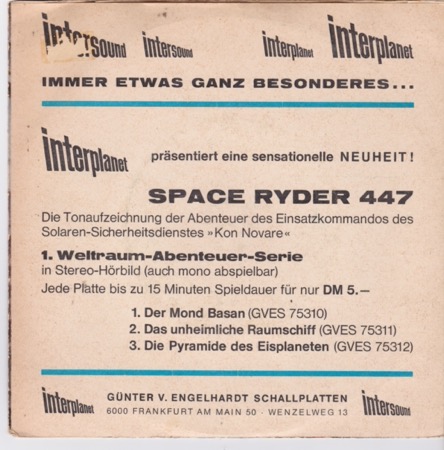 intersound intersound interplanet interplanet
IMMER ETWAS GANZ BESONDERES...
interplanet präsentiert eine sensationelle NEUHEIT!
SPACE RYDER 447
Die Tonaufzeichnung der Abenteuer des Einsatzkommandos des
Solaren-Sicherheitsdienstes »Kon Novare«
1. Weltraum-Abenteuer-Serie
in Stereo-Hörbild (auch mono abspielbar)
Jede Platte bis zu 15 Minuten Spieldauer für nur DM 5.—
1. Der Mond Basan (GVES 75310)
2. Das unheimliche Raumschiff (GVES 75311)
3. Die Pyramide des Eisplaneten (GVES 75312)
interplanet GÜNTER V. ENGELHARDT SCHALLPLATTEN intersound
6000 FRANKFURT AM MAIN 50 · WENZELWEG 13